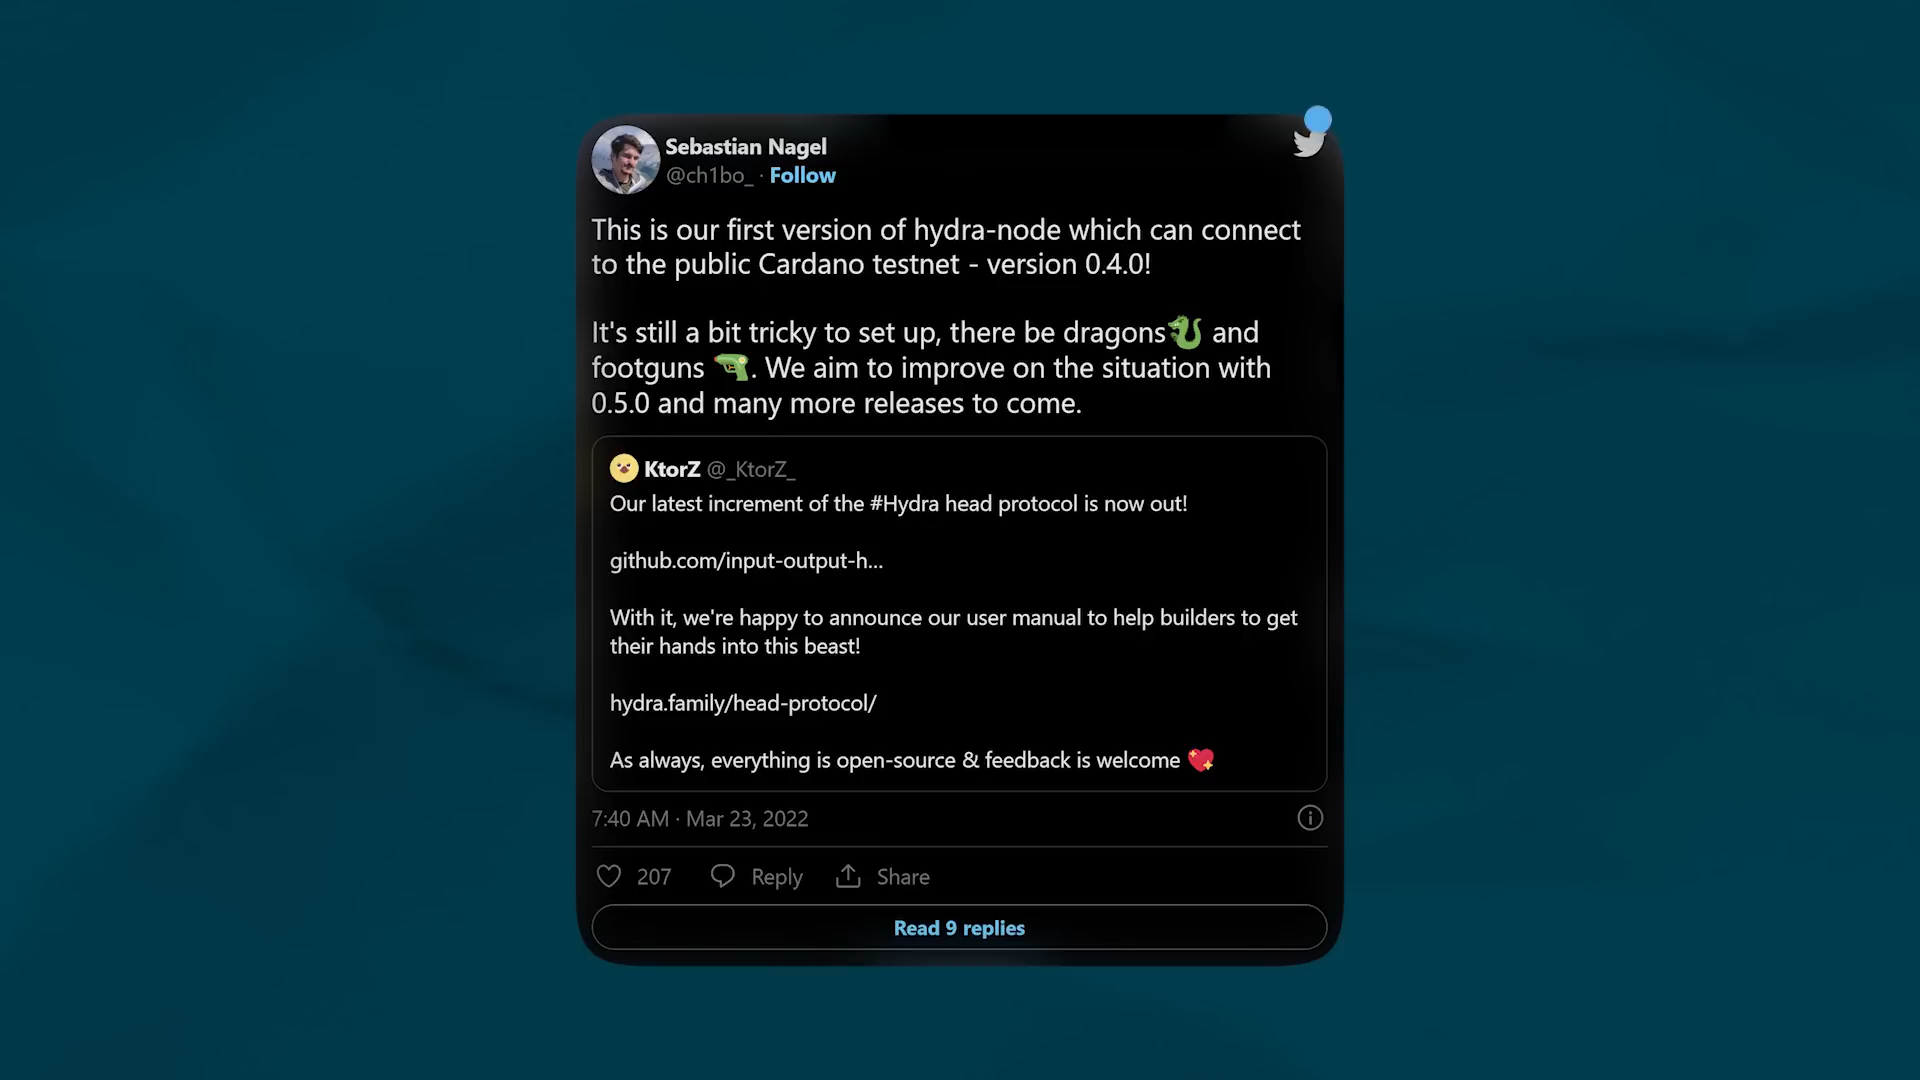 Sebastian Nagel
@ch1bo_ · Follow
This is our first version of hydra-node which can connect
to the public Cardano testnet - version 0.4.0!
It's still a bit tricky to set up, there be dragons🐉 and
footguns 🔫. We aim to improve on the situation with
0.5.0 and many more releases to come.
KtorZ @_KtorZ_
Our latest increment of the #Hydra head protocol is now out!
github.com/input-output-h...
With it, we're happy to announce our user manual to help builders to get
their hands into this beast!
hydra.family/head-protocol/
As always, everything is open-source & feedback is welcome 💖
7:40 AM · Mar 23, 2022
207 Reply Share
Read 9 replies